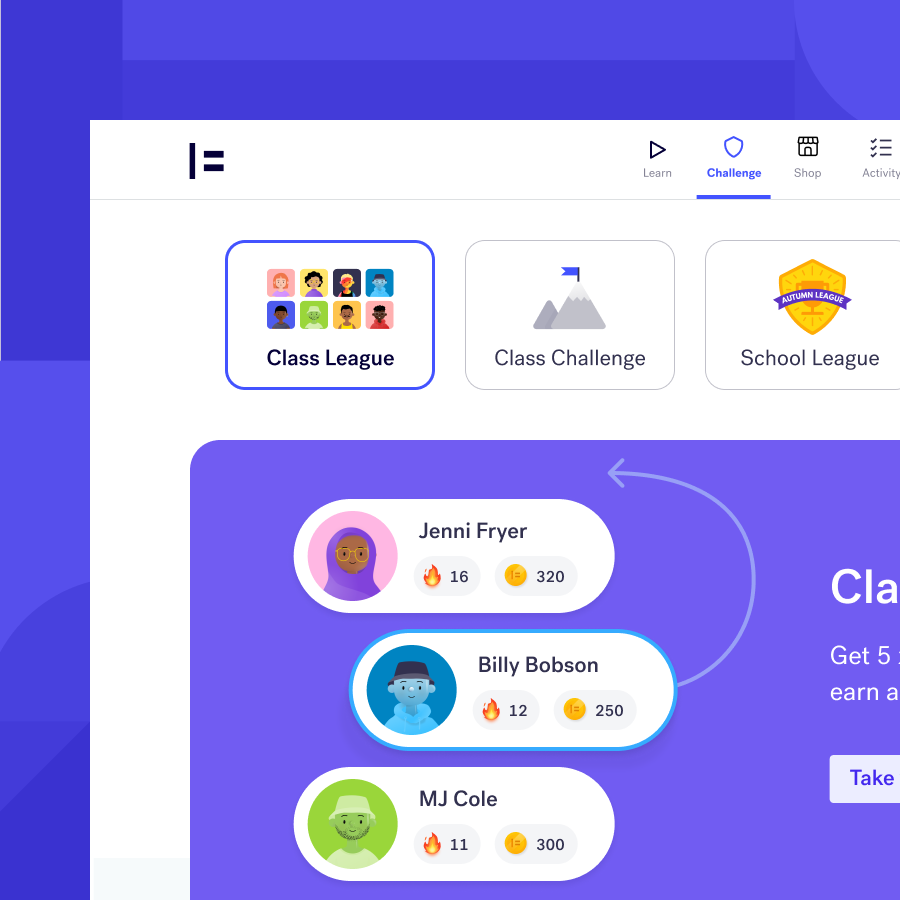 Learn
Challenge
Shop
Activity
AUTUMN LEAGUE
Class League
Class Challenge
School League
Jenni Fryer
16 320
Cla
Get 5
Billy Bobson
earn a
12 250
Take
MJ Cole
11 300